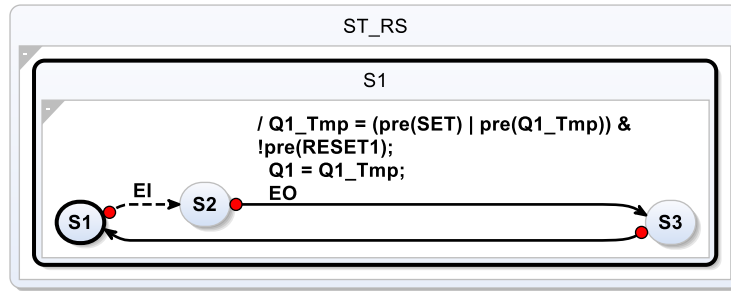 ST_RS
S1
/ Q1_Tmp = (pre(SET) | pre(Q1_Tmp)) &
!pre(RESET1);
Q1 = Q1_Tmp;
EO
EI
S1
S2
S3